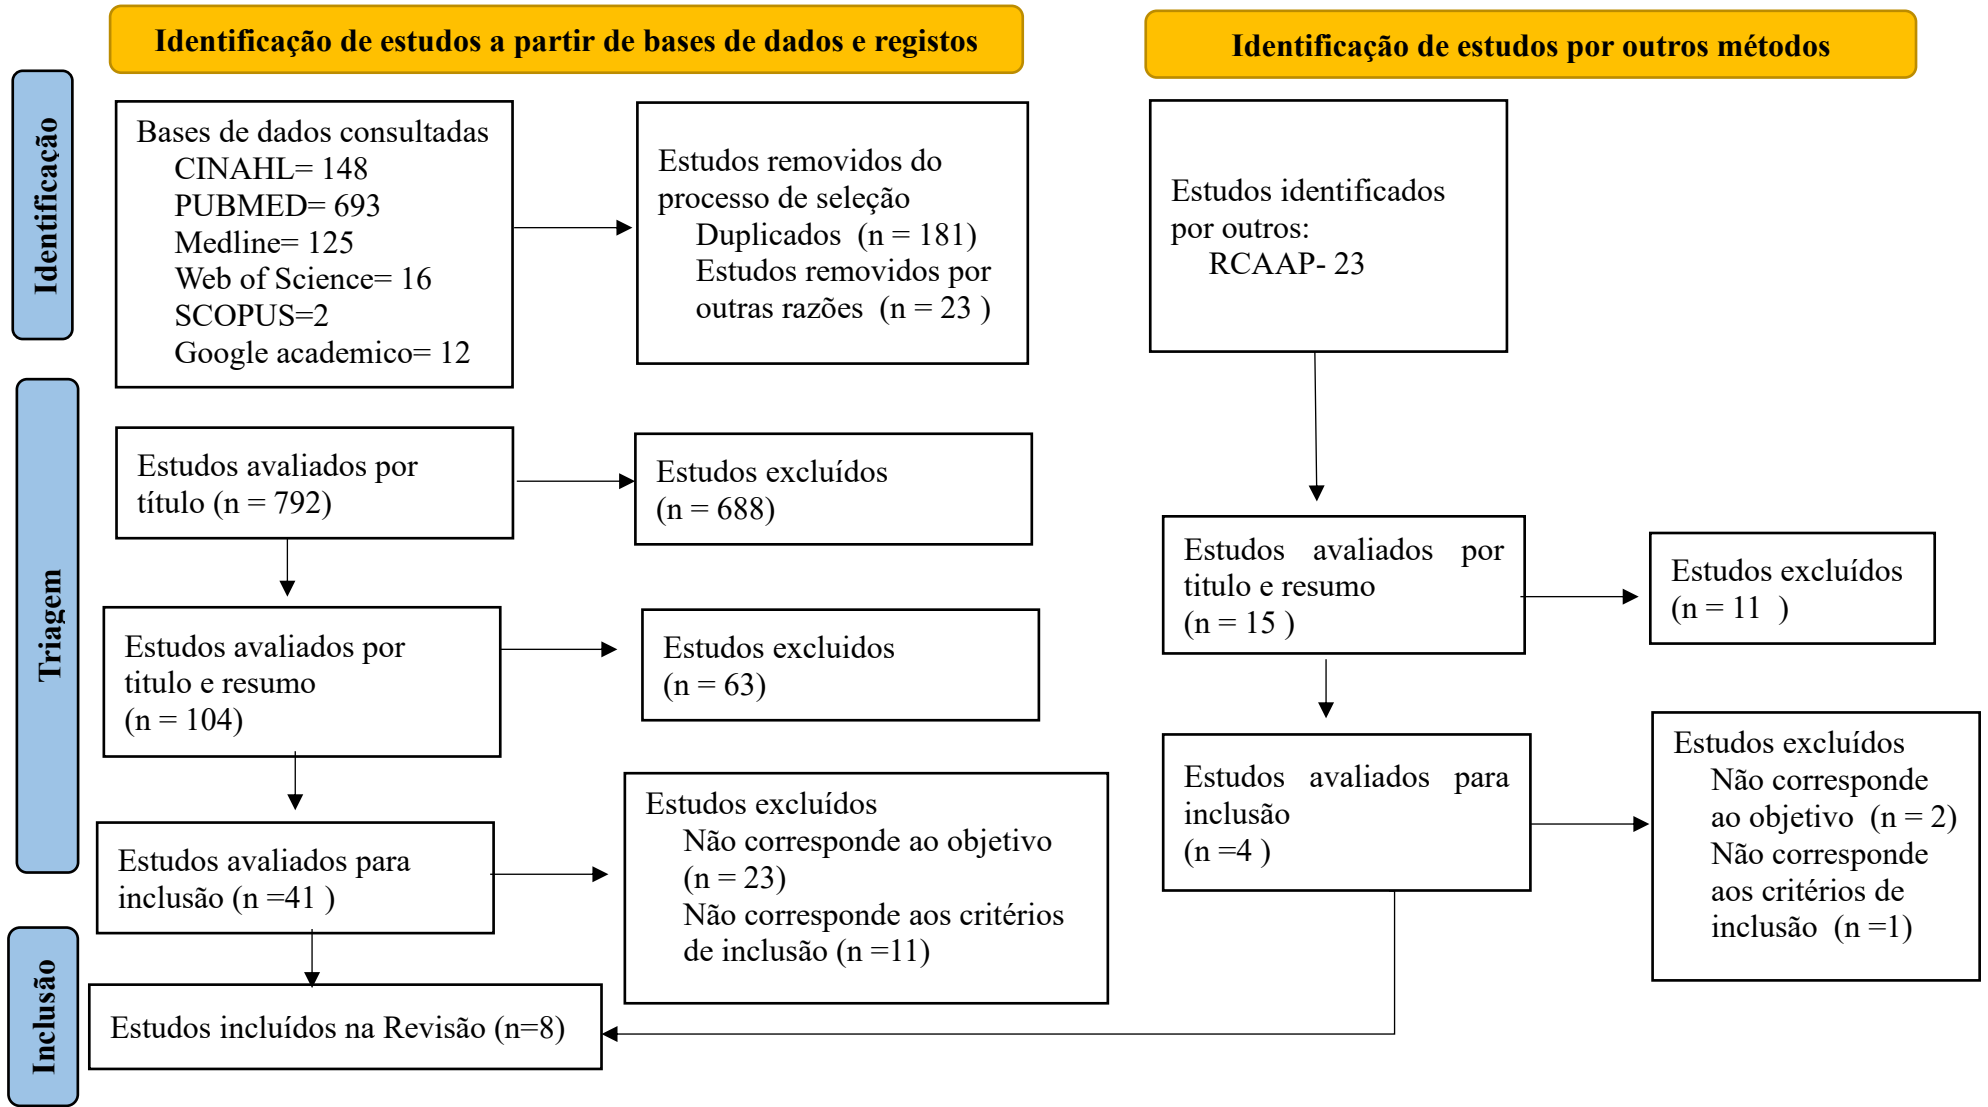 Identificação de estudos a partir de bases de dados e registos
Identificação de estudos por outros métodos
Identificação
Bases de dados consultadas
CINAHL= 148
PUBMED= 693
Medline= 125
Web of Science= 16
SCOPUS=2
Google academico= 12
Estudos removidos do
processo de seleção
Duplicados (n = 181)
Estudos removidos por
outras razões (n = 23 )
Estudos identificados
por outros:
RCAAP- 23
Triagem
Estudos avaliados por
título (n = 792)
Estudos excluídos
(n = 688)
Estudos avaliados por
titulo e resumo
(n = 104)
Estudos excluidos
(n = 63)
Estudos avaliados por
titulo e resumo
(n = 15 )
Estudos excluídos
(n = 11 )
Estudos avaliados para
inclusão (n =41 )
Estudos excluídos
Não corresponde ao objetivo
(n = 23)
Não corresponde aos critérios
de inclusão (n =11)
Estudos avaliados para
inclusão
(n =4 )
Estudos excluídos
Não corresponde
ao objetivo (n = 2)
Não corresponde
aos critérios de
inclusão (n =1)
Inclusão
Estudos incluídos na Revisão (n=8)